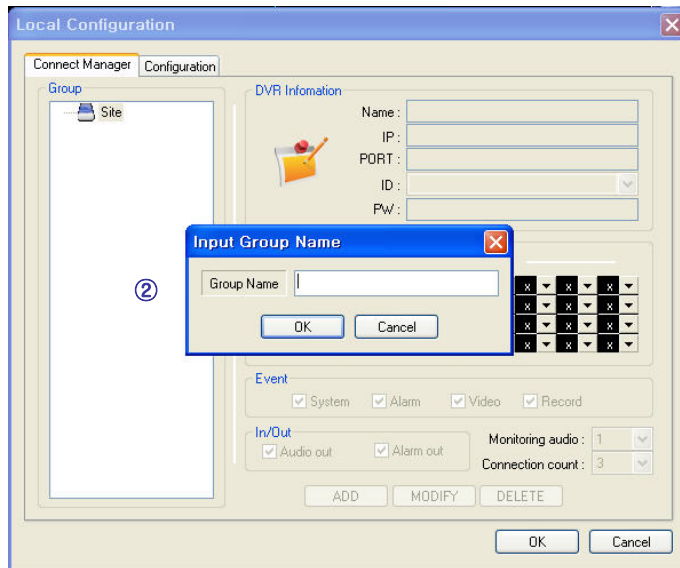 Local Configuration
Connect Manager
Configuration
Group
Site
DVR Infomation
Name :
IP :
PORT :
ID :
PW :
Input Group Name
②
Group Name
OK
Cancel
x x x
x x x
x x x
x x x
Event
System
Alarm
Video
Record
In/Out
Audio out
Alarm out
Monitoring audio : 1
Connection count : 3
ADD
MODIFY
DELETE
OK
Cancel